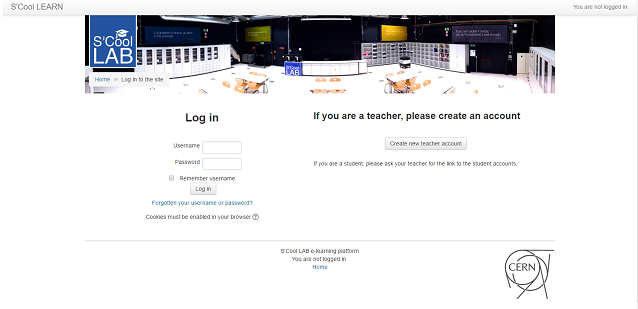 S'Cool LEARN
You are not logged in.
S'Cool
LAB
S'Cool
LAB
Home
Log in to the site
Log in
If you are a teacher, please create an account
Username
Create new teacher account
Password
If you are a student, please ask your teacher for the link to the student accounts.
Remember username
Log in
Forgotten your username or password?
Cookies must be enabled in your browser
S'Cool LAB e-learning platform
You are not logged in.
Home
CERN